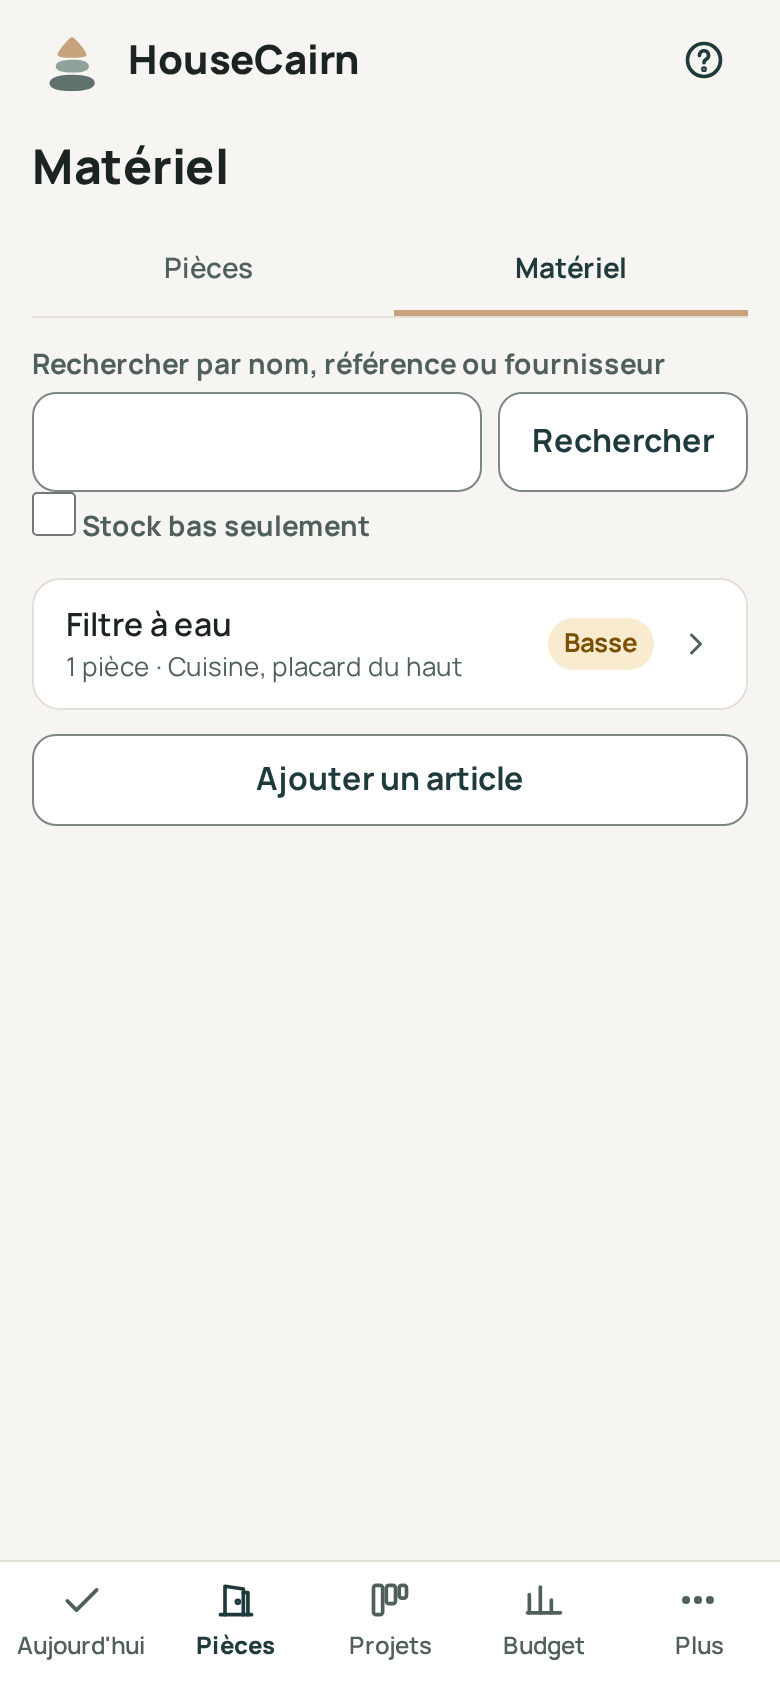 HouseCairn
Matériel
Pièces
Matériel
Rechercher par nom, référence ou fournisseur
Rechercher
Stock bas seulement
Filtre à eau
1 pièce · Cuisine, placard du haut
Basse
Ajouter un article
Aujourd'hui
Pièces
Projets
Budget
Plus